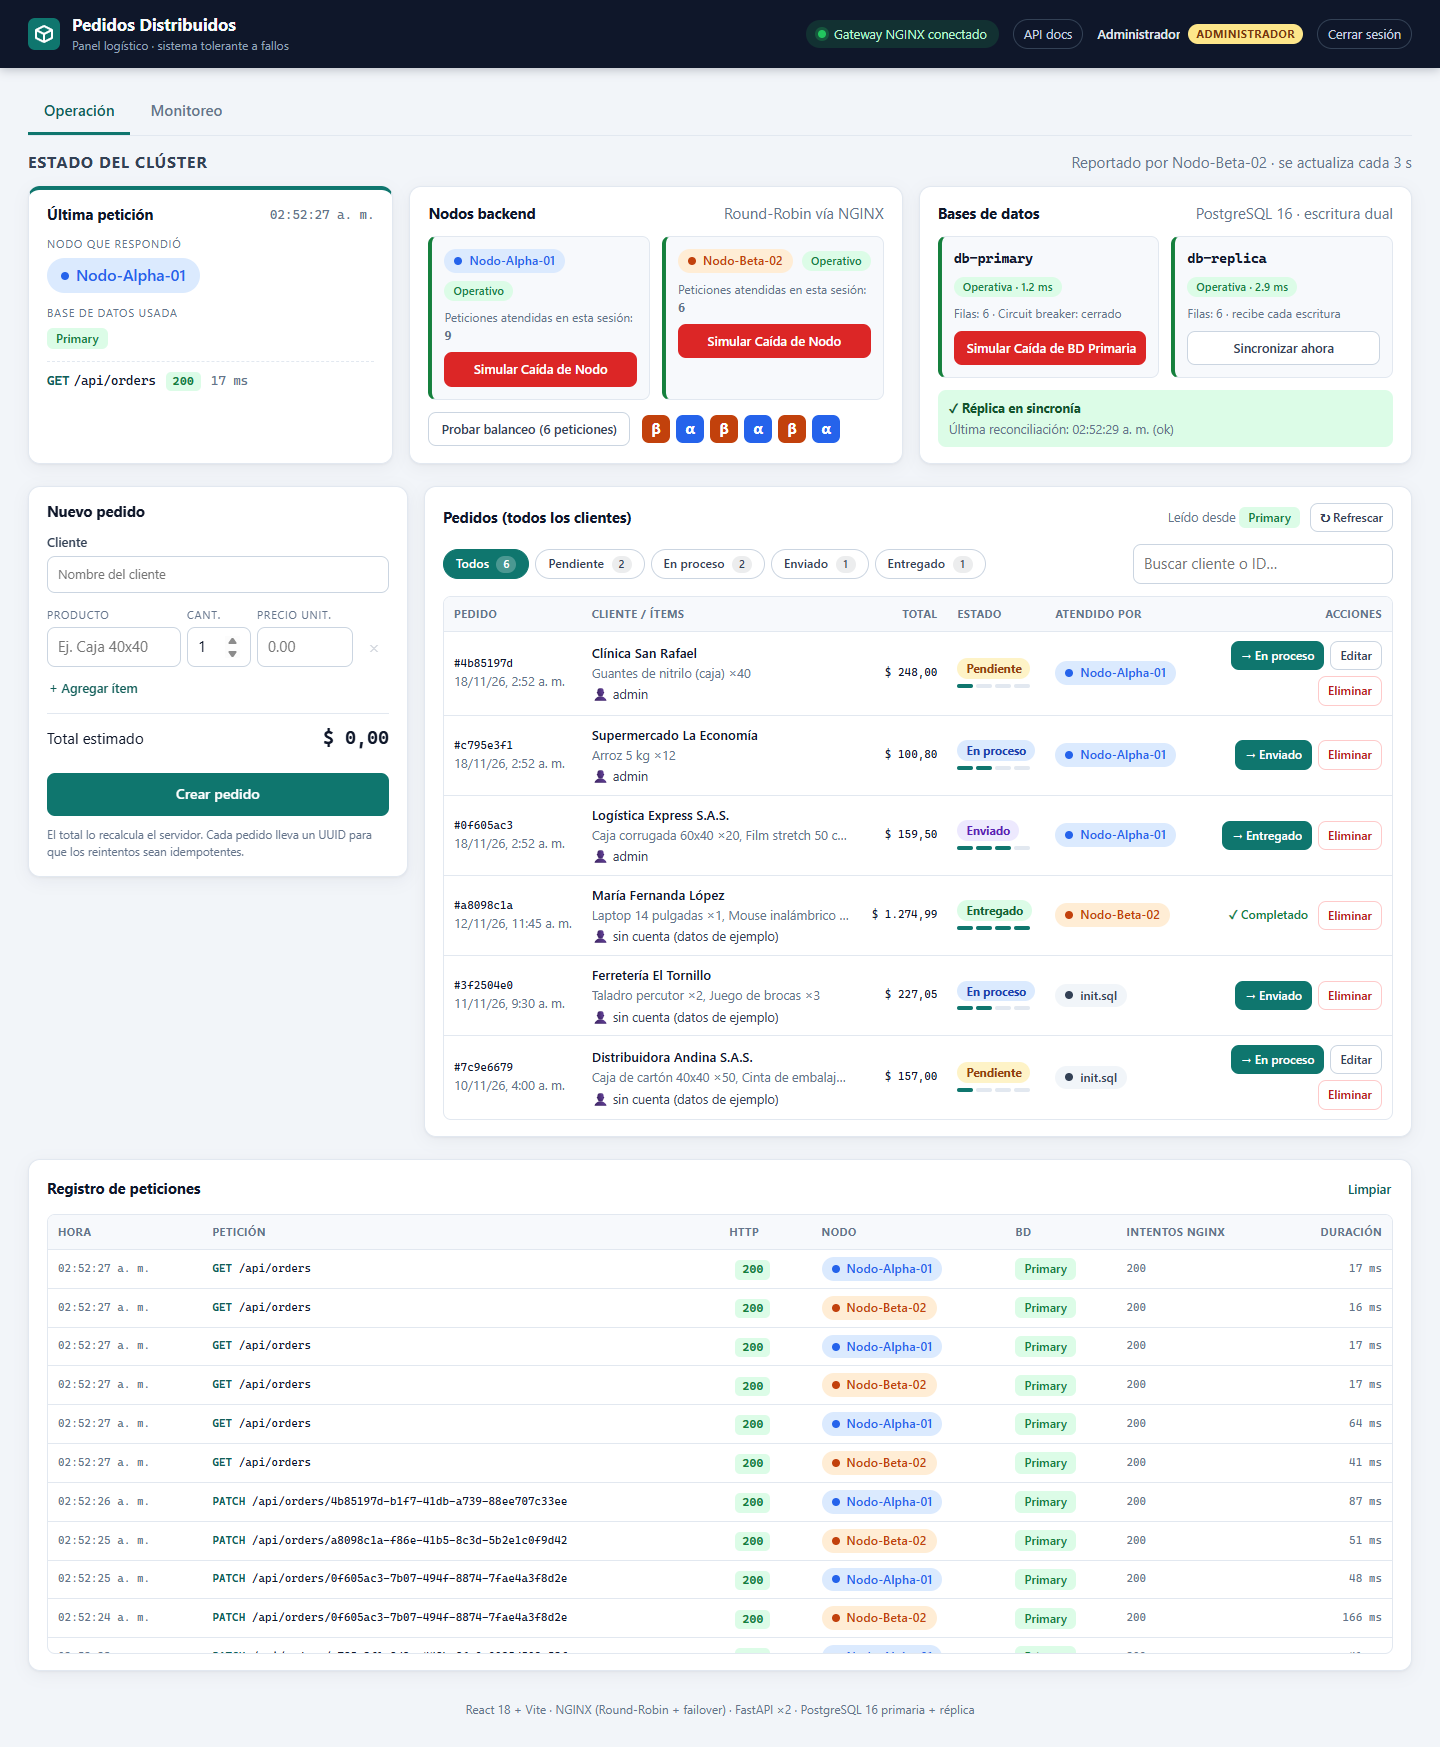 Pedidos Distribuidos
Panel logístico · sistema tolerante a fallos
Gateway NGINX conectado
API docs
Administrador
ADMINISTRADOR
Cerrar sesión
Operación
Monitoreo
ESTADO DEL CLÚSTER
Reportado por Nodo-Beta-02 · se actualiza cada 3 s
Última petición
02:52:27 a. m.
NODO QUE RESPONDIÓ
Nodo-Alpha-01
BASE DE DATOS USADA
Primary
GET /api/orders 200 17 ms
Nodos backend
Round-Robin vía NGINX
Nodo-Alpha-01
Operativo
Peticiones atendidas en esta sesión:
9
Simular Caída de Nodo
Nodo-Beta-02 Operativo
Peticiones atendidas en esta sesión:
6
Simular Caída de Nodo
Probar balanceo (6 peticiones) β α β α β α
Bases de datos
PostgreSQL 16 · escritura dual
db-primary
Operativa · 1.2 ms
Filas: 6 · Circuit breaker: cerrado
Simular Caída de BD Primaria
db-replica
Operativa · 2.9 ms
Filas: 6 · recibe cada escritura
Sincronizar ahora
✓ Réplica en sincronía
Última reconciliación: 02:52:29 a. m. (ok)
Nuevo pedido
Cliente
Nombre del cliente
PRODUCTO CANT. PRECIO UNIT.
Ej. Caja 40x40 1 0.00 ×
+ Agregar ítem
Total estimado $ 0,00
Crear pedido
El total lo recalcula el servidor. Cada pedido lleva un UUID para
que los reintentos sean idempotentes.
Pedidos (todos los clientes)
Leído desde Primary ↻ Refrescar
Todos 6 Pendiente 2 En proceso 2 Enviado 1 Entregado 1
Buscar cliente o ID...
PEDIDO CLIENTE / ÍTEMS TOTAL ESTADO ATENDIDO POR ACCIONES
#4b85197d
18/11/26, 2:52 a. m.
Clínica San Rafael
Guantes de nitrilo (caja) ×40
admin
$ 248,00
Pendiente
Nodo-Alpha-01
→ En proceso Editar
Eliminar
#c795e3f1
18/11/26, 2:52 a. m.
Supermercado La Economía
Arroz 5 kg ×12
admin
$ 100,80
En proceso
Nodo-Alpha-01
→ Enviado Eliminar
#0f605ac3
18/11/26, 2:52 a. m.
Logística Express S.A.S.
Caja corrugada 60x40 ×20, Film stretch 50 c...
admin
$ 159,50
Enviado
Nodo-Alpha-01
→ Entregado Eliminar
#a8098c1a
12/11/26, 11:45 a. m.
María Fernanda López
Laptop 14 pulgadas ×1, Mouse inalámbrico ...
sin cuenta (datos de ejemplo)
$ 1.274,99
Entregado
Nodo-Beta-02
✓ Completado Eliminar
#3f2504e0
11/11/26, 9:30 a. m.
Ferretería El Tornillo
Taladro percutor ×2, Juego de brocas ×3
sin cuenta (datos de ejemplo)
$ 227,05
En proceso
init.sql
→ Enviado Eliminar
#7c9e6679
10/11/26, 4:00 a. m.
Distribuidora Andina S.A.S.
Caja de cartón 40x40 ×50, Cinta de embalaj...
sin cuenta (datos de ejemplo)
$ 157,00
Pendiente
init.sql
→ En proceso Editar
Eliminar
Registro de peticiones
Limpiar
HORA PETICIÓN HTTP NODO BD INTENTOS NGINX DURACIÓN
02:52:27 a. m. GET /api/orders 200 Nodo-Alpha-01 Primary 200 17 ms
02:52:27 a. m. GET /api/orders 200 Nodo-Beta-02 Primary 200 16 ms
02:52:27 a. m. GET /api/orders 200 Nodo-Alpha-01 Primary 200 17 ms
02:52:27 a. m. GET /api/orders 200 Nodo-Beta-02 Primary 200 17 ms
02:52:27 a. m. GET /api/orders 200 Nodo-Alpha-01 Primary 200 64 ms
02:52:27 a. m. GET /api/orders 200 Nodo-Beta-02 Primary 200 41 ms
02:52:26 a. m. PATCH /api/orders/4b85197d-b1f7-41db-a739-88ee707c33ee 200 Nodo-Alpha-01 Primary 200 87 ms
02:52:25 a. m. PATCH /api/orders/a8098c1a-f86e-41b5-8c3d-5b2e1c0f9d42 200 Nodo-Beta-02 Primary 200 51 ms
02:52:25 a. m. PATCH /api/orders/0f605ac3-7b07-494f-8874-7fae4a3f8d2e 200 Nodo-Alpha-01 Primary 200 48 ms
02:52:24 a. m. PATCH /api/orders/0f605ac3-7b07-494f-8874-7fae4a3f8d2e 200 Nodo-Beta-02 Primary 200 166 ms
React 18 + Vite · NGINX (Round-Robin + failover) · FastAPI ×2 · PostgreSQL 16 primaria + réplica